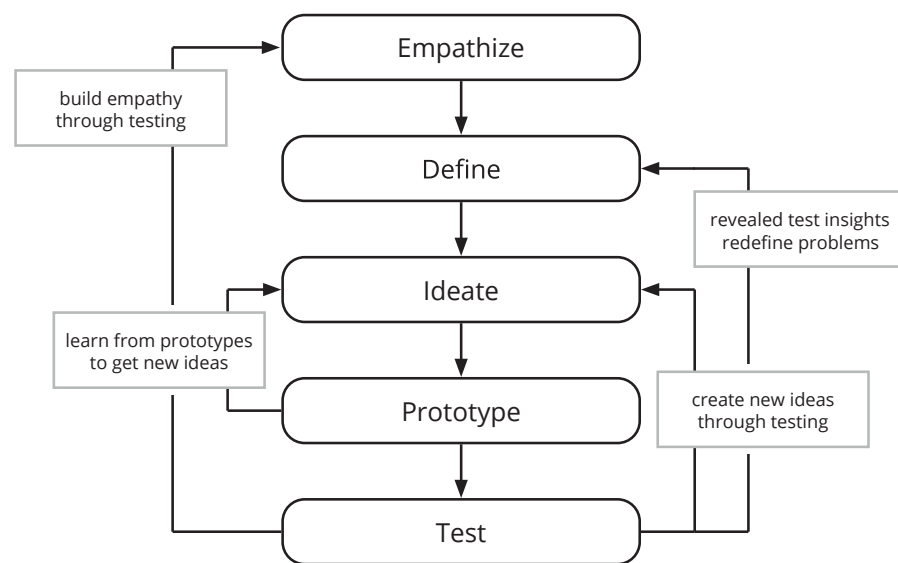 Empathize
build empathy
through testing
Define
revealed test insights
redefine problems
Ideate
learn from prototypes
to get new ideas
Prototype
create new ideas
through testing
Test